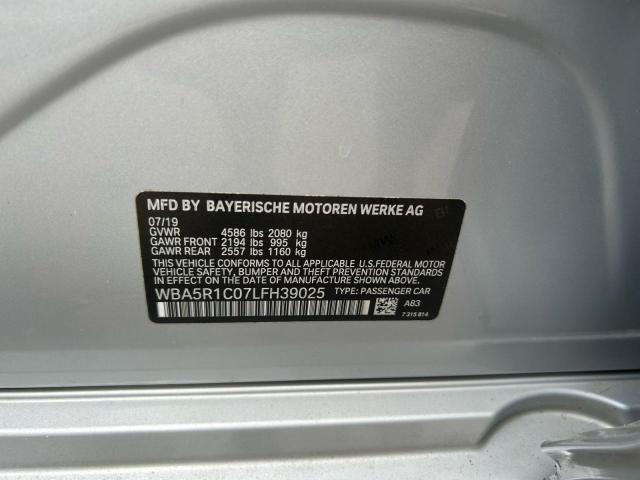 MFD BY BAYERISCHE MOTOREN WERKE AG
07/19
GVWR 4586 lbs 2080 kg
GAWR FRONT 2194 lbs 995 kg
GAWR REAR 2557 lbs 1160 kg
THIS VEHICLE CONFORMS TO ALL APPLICABLE U.S.FEDERAL MOTOR
VEHICLE SAFETY, BUMPER AND THEFT PREVENTION STANDARDS IN
EFFECT ON THE DATE OF MANUFACTURE SHOWN ABOVE.
WBA5R1C07LFH39025 TYPE: PASSENGER CAR
A83
7 315 814